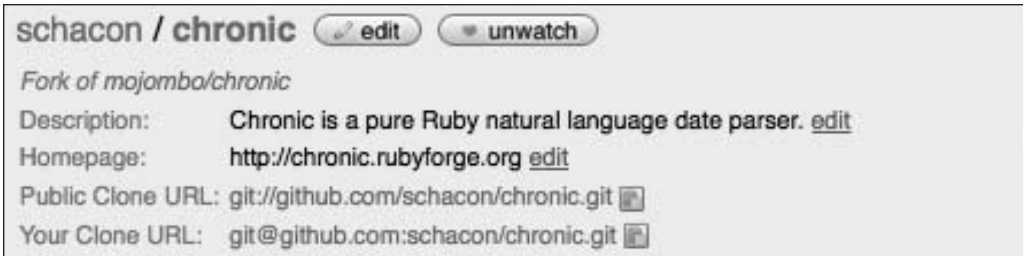 schacon / chronic edit unwatch
Fork of mojombo/chronic
Description: Chronic is a pure Ruby natural language date parser. edit
Homepage: http://chronic.rubyforge.org edit
Public Clone URL: git://github.com/schacon/chronic.git
Your Clone URL: git@github.com:schacon/chronic.git